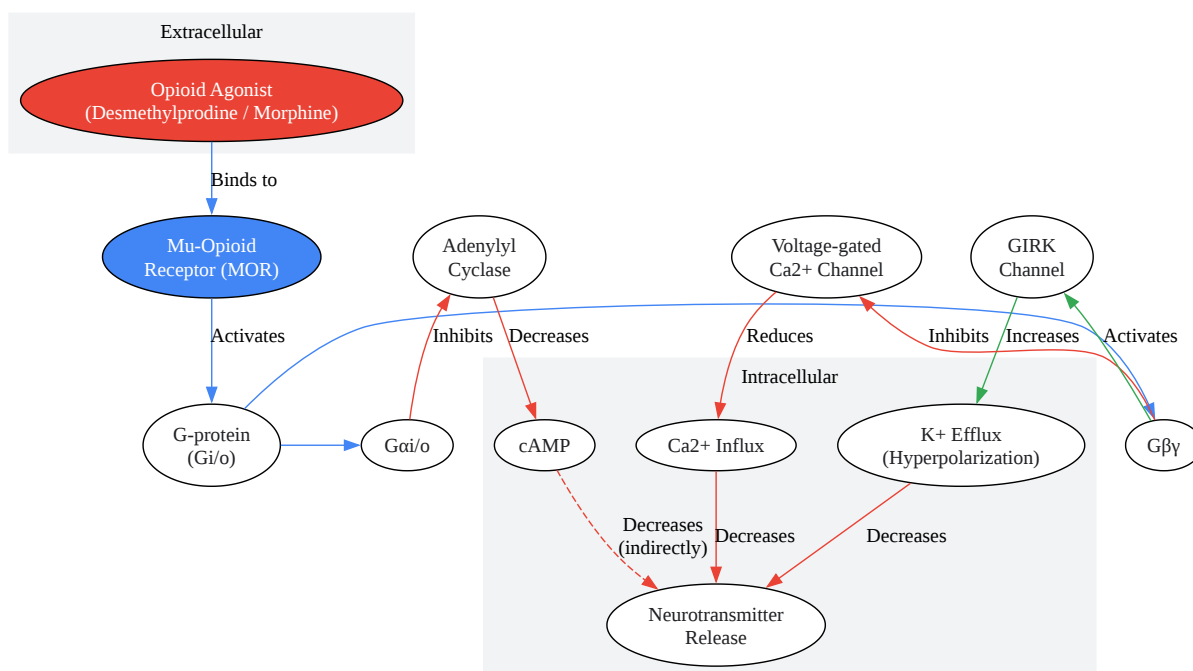 Extracellular
Opioid Agonist
(Desmethylprodine / Morphine)
Binds to
Mu-Opioid
Receptor (MOR)
Adenylyl
Cyclase
Voltage-gated
Ca2+ Channel
GIRK
Channel
Activates
Inhibits
Decreases
Reduces
Inhibits
Increases
Activates
Intracellular
G-protein
(Gi/o)
Gαi/o
cAMP
Ca2+ Influx
K+ Efflux
(Hyperpolarization)
Gβγ
Decreases
(indirectly)
Decreases
Decreases
Neurotransmitter
Release